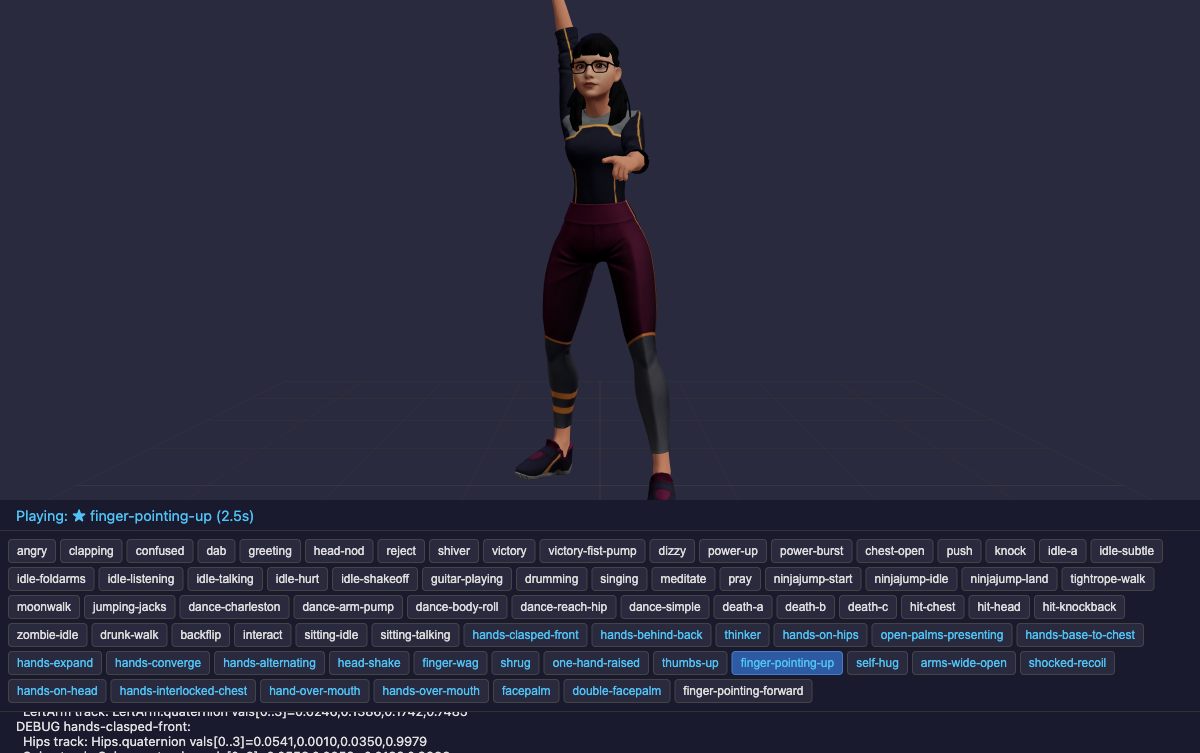 Playing: ★ finger-pointing-up (2.5s)
angry clapping confused dab greeting head-nod reject shiver victory victory-fist-pump dizzy power-up power-burst chest-open push knock idle-a idle-subtle
idle-foldarms idle-listening idle-talking idle-hurt idle-shakeoff guitar-playing drumming singing meditate pray ninjajump-start ninjajump-idle ninjajump-land tightrope-walk
moonwalk jumping-jacks dance-charleston dance-arm-pump dance-body-roll dance-reach-hip dance-simple death-a death-b death-c hit-chest hit-head hit-knockback
zombie-idle drunk-walk backflip interact sitting-idle sitting-talking hands-clasped-front hands-behind-back thinker hands-on-hips open-palms-presenting hands-base-to-chest
hands-expand hands-converge hands-alternating head-shake finger-wag shrug one-hand-raised thumbs-up finger-pointing-up self-hug arms-wide-open shocked-recoil
hands-on-head hands-interlocked-chest hand-over-mouth hands-over-mouth facepalm double-facepalm finger-pointing-forward
LeftArm track: LeftArm.quaternion
DEBUG hands-clasped-front:
Hips track: Hips.quaternion vals[0..3]=0.0541,0.0010,0.0350,0.9979